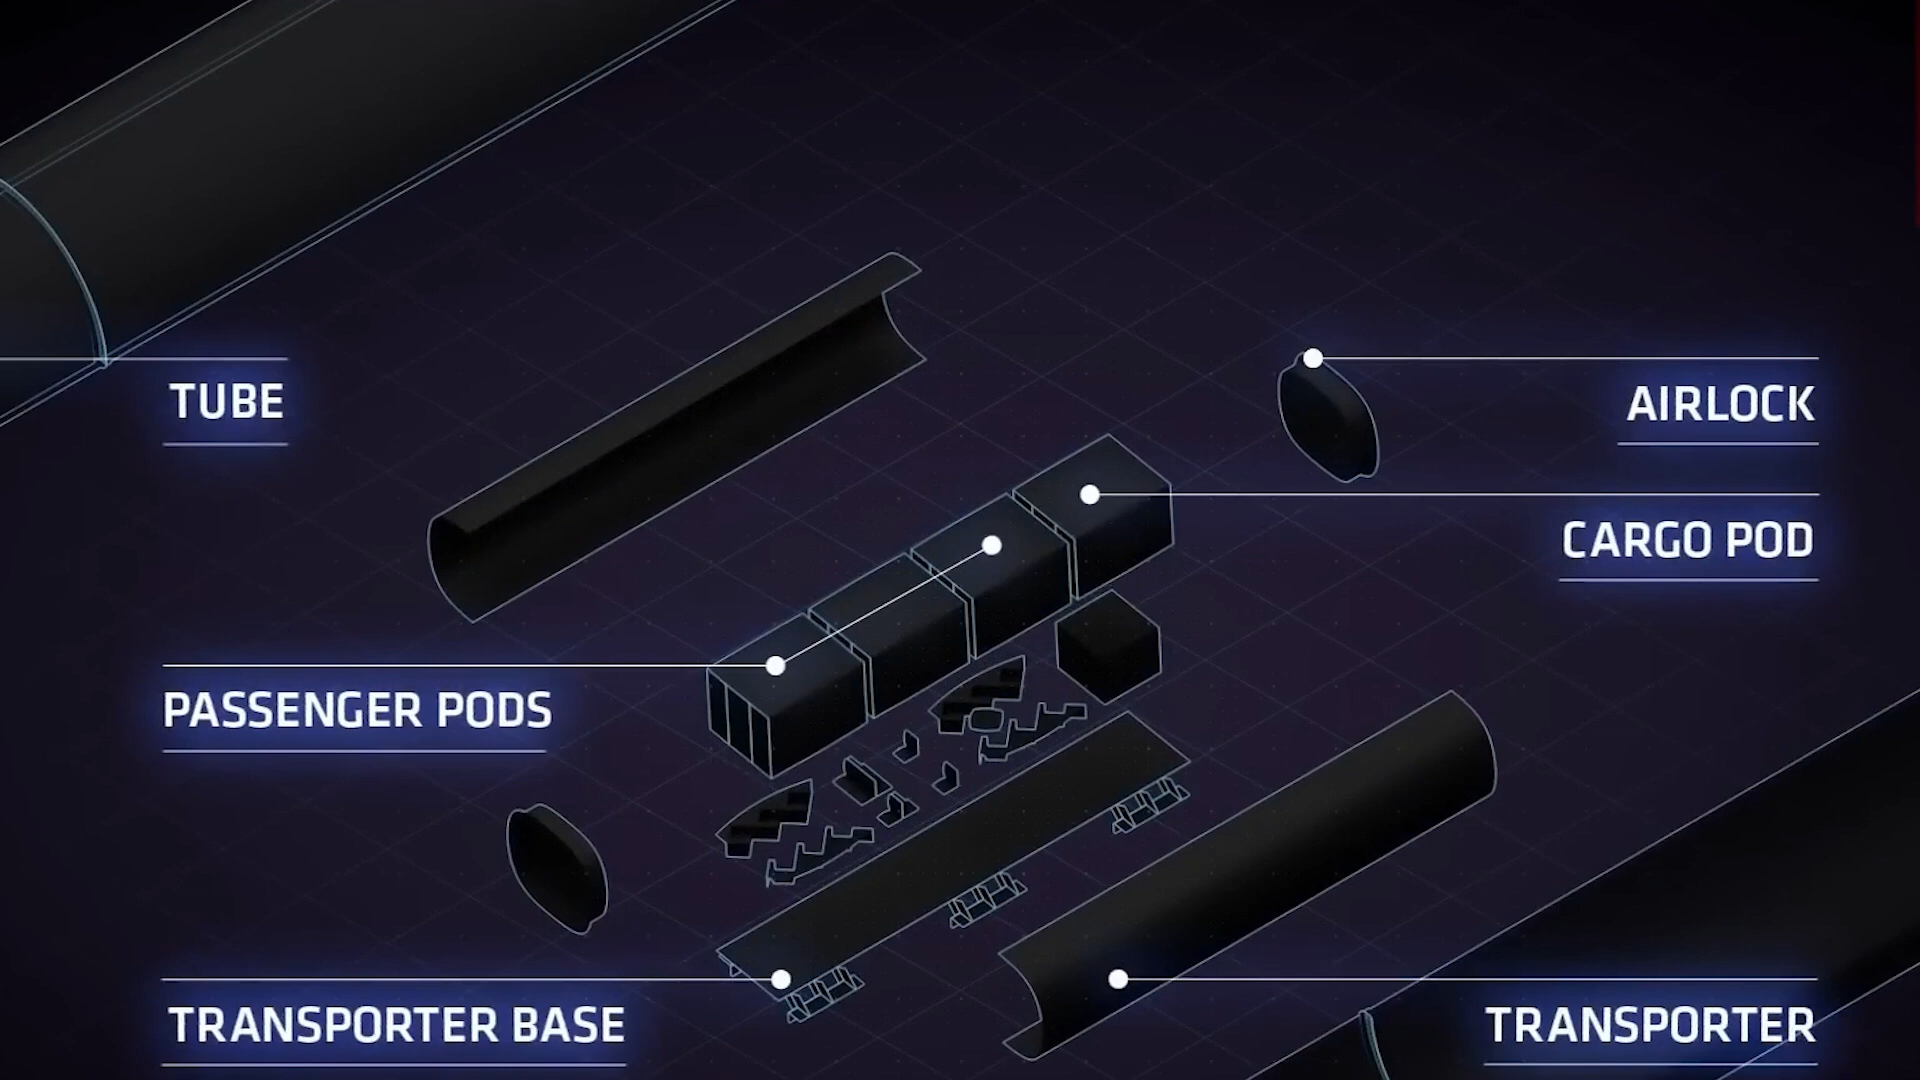 TUBE
AIRLOCK
CARGO POD
PASSENGER PODS
TRANSPORTER BASE
TRANSPORTER